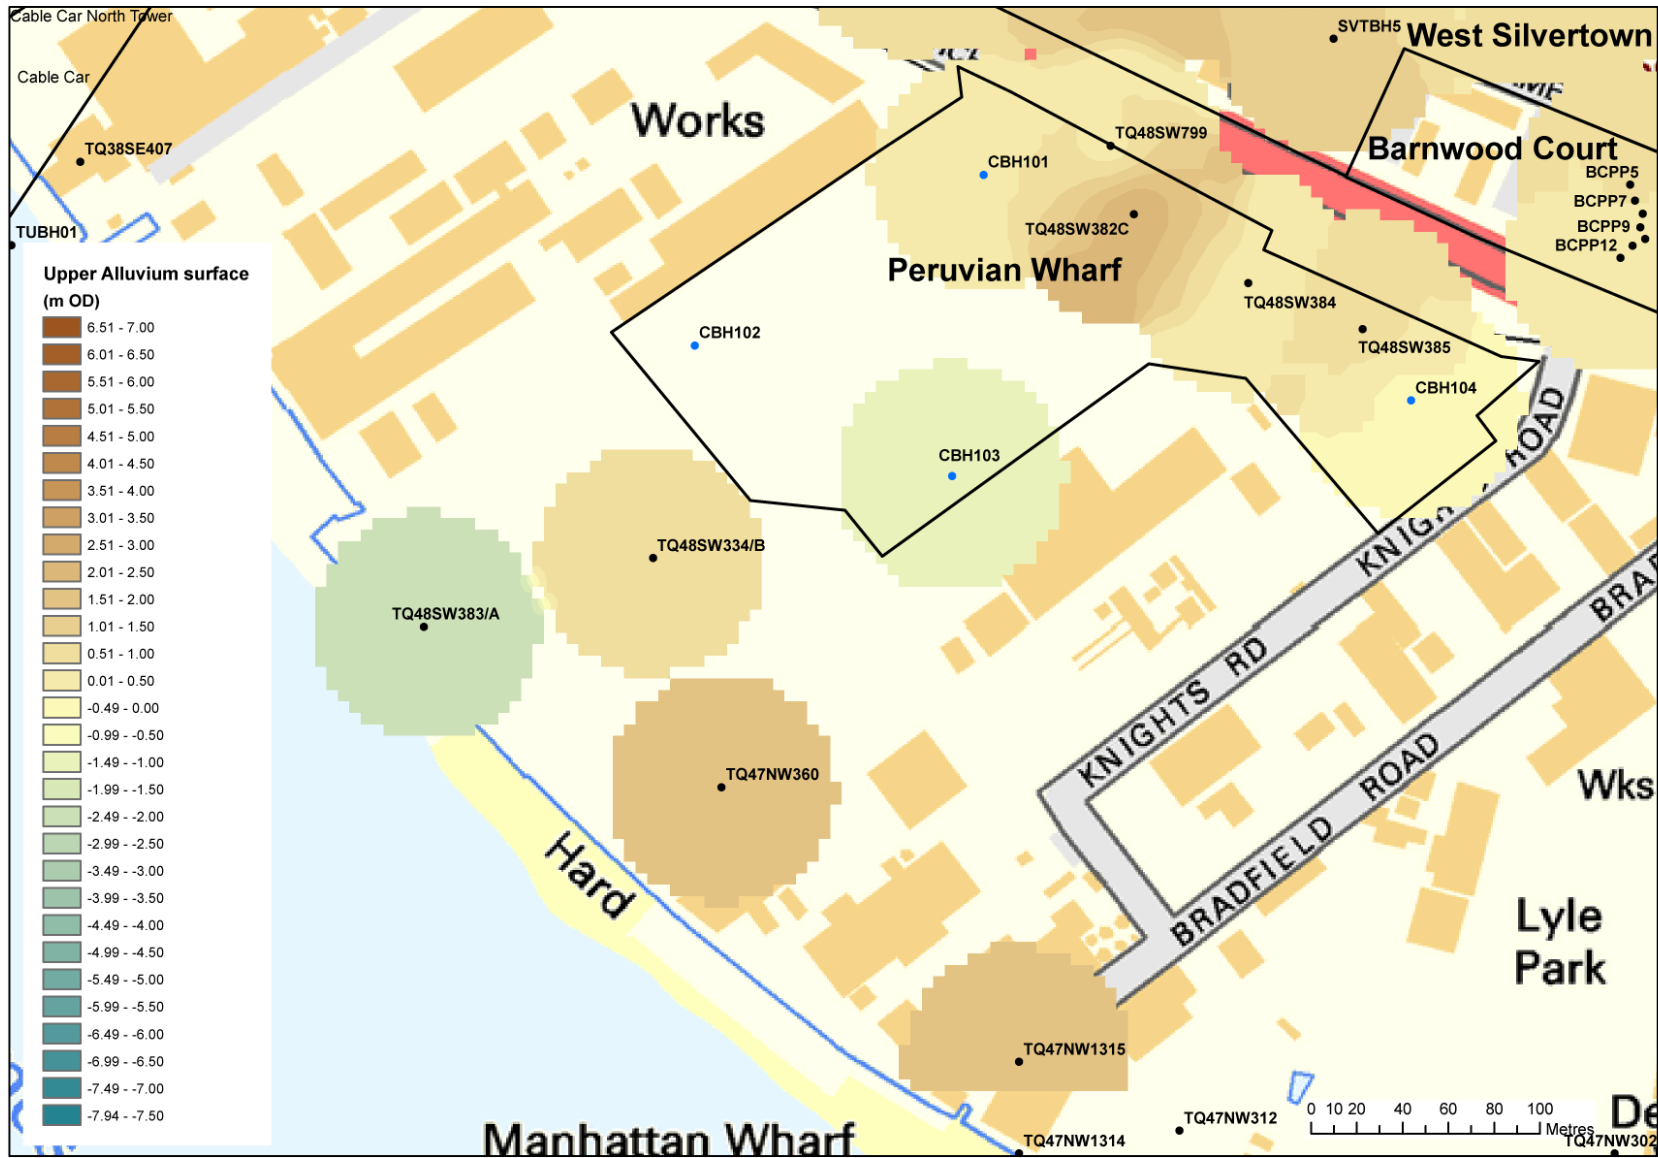 Cable Car North Tower
Cable Car
TQ38SE407
TUBH01
Works
SVTBH5
West Silvertown
Barnwood Court
BCPP5
BCPP7
BCPP9
BCPP12
TQ48SW799
CBH101
TQ48SW382C
Peruvian Wharf
TQ48SW384
TQ48SW385
CBH102
CBH104
CBH103
ROAD
TQ48SW334/B
TQ48SW383/A
TQ47NW360
KNIGHTS RD
BRADFIELD ROAD
Wks
Hard
Lyle
Park
TQ47NW1315
TQ47NW312
TQ47NW1314
TQ47NW302
Manhattan Wharf
Upper Alluvium surface
(m OD)
6.51 - 7.00
6.01 - 6.50
5.51 - 6.00
5.01 - 5.50
4.51 - 5.00
4.01 - 4.50
3.51 - 4.00
3.01 - 3.50
2.51 - 3.00
2.01 - 2.50
1.51 - 2.00
1.01 - 1.50
0.51 - 1.00
0.01 - 0.50
-0.49 - 0.00
-0.99 - -0.50
-1.49 - -1.00
-1.99 - -1.50
-2.49 - -2.00
-2.99 - -2.50
-3.49 - -3.00
-3.99 - -3.50
-4.49 - -4.00
-4.99 - -4.50
-5.49 - -5.00
-5.99 - -5.50
-6.49 - -6.00
-6.99 - -6.50
-7.49 - -7.00
-7.94 - -7.50
0 10 20 40 60 80 100
Metres